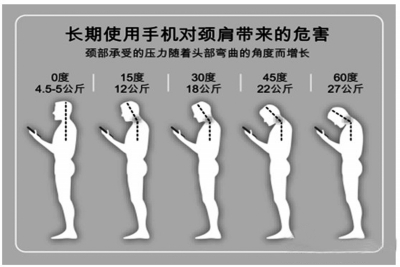 长期使用手机对颈肩带来的危害
颈部承受的压力随着头部弯曲的角度而增长
0度
4.5-5公斤
15度
12公斤
30度
18公斤
45度
22公斤
60度
27公斤